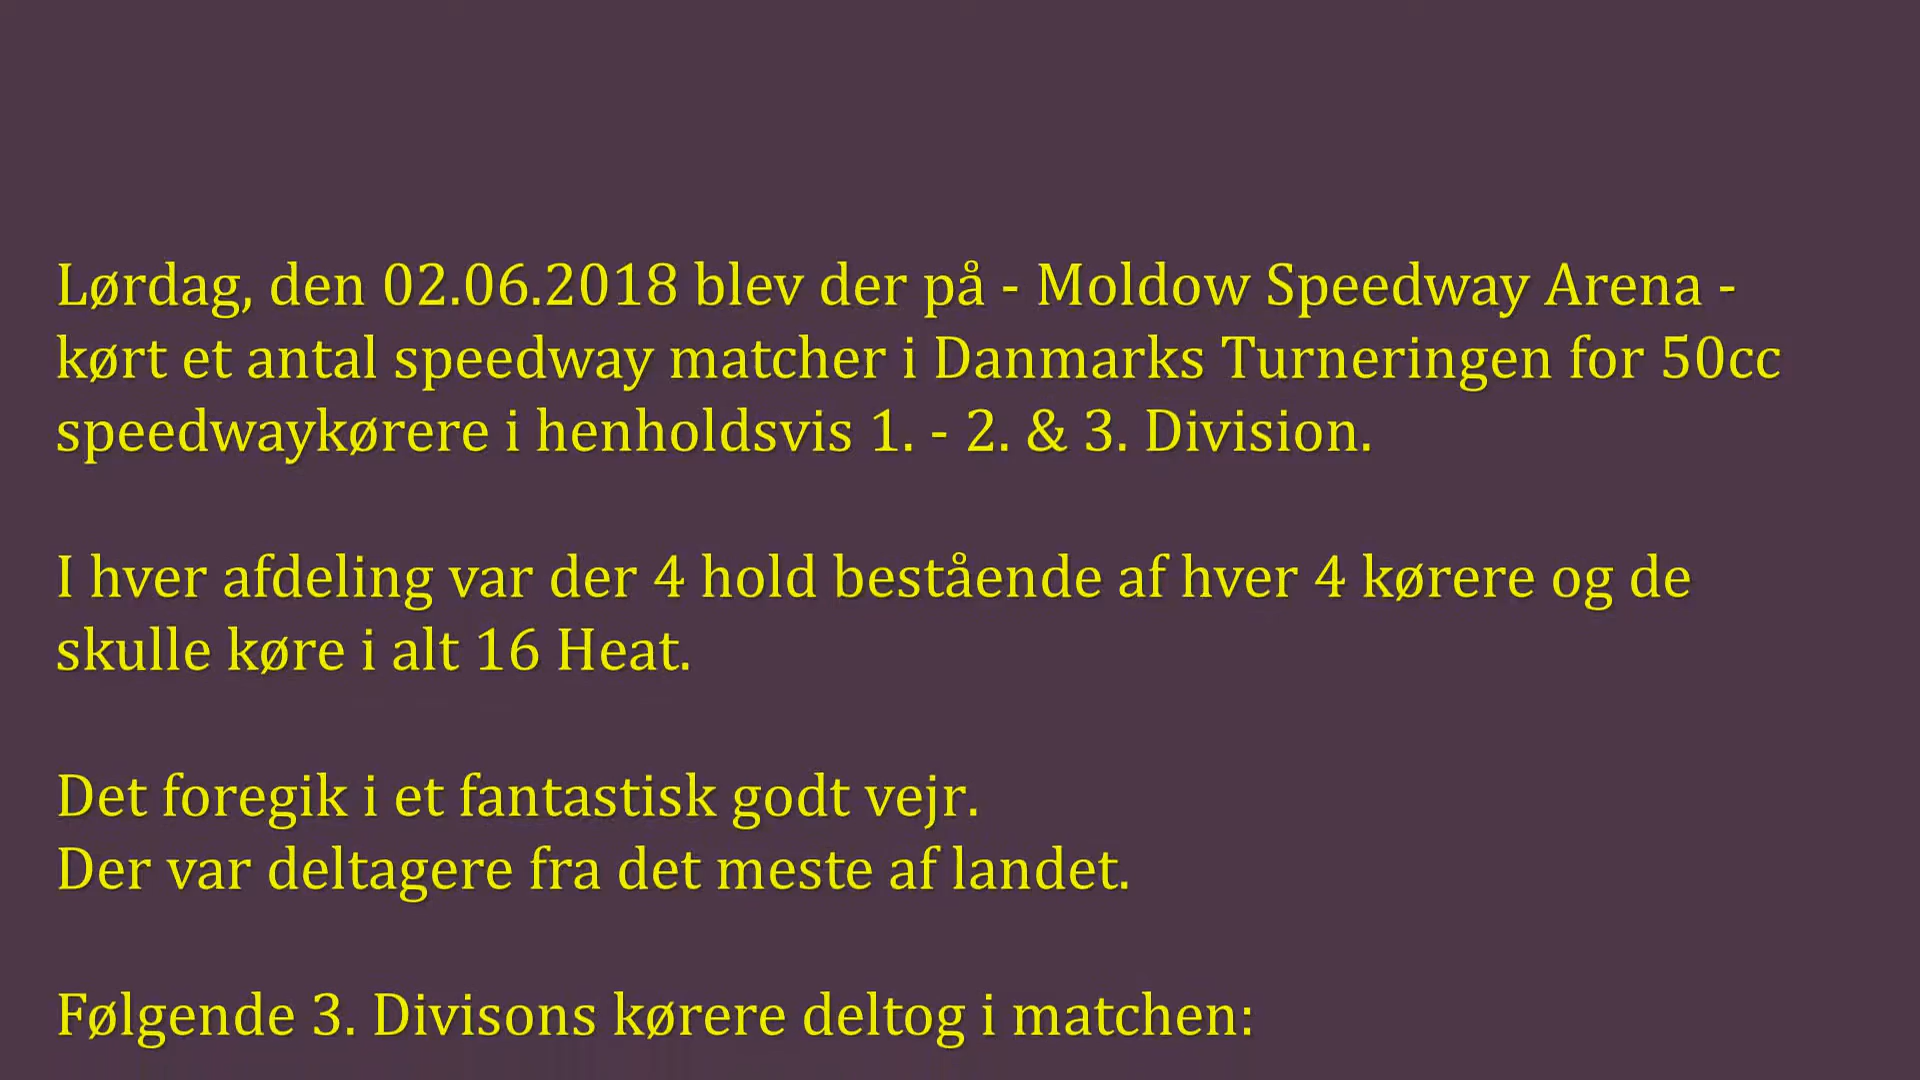 Lørdag, den 02.06.2018 blev der på - Moldow Speedway Arena -
kørt et antal speedway matcher i Danmarks Turneringen for 50cc
speedwaykørere i henholdsvis 1. - 2. & 3. Division.
I hver afdeling var der 4 hold bestående af hver 4 kørere og de
skulle køre i alt 16 Heat.
Det foregik i et fantastisk godt vejr.
Der var deltagere fra det meste af landet.
Følgende 3. Divisons kørere deltog i matchen: